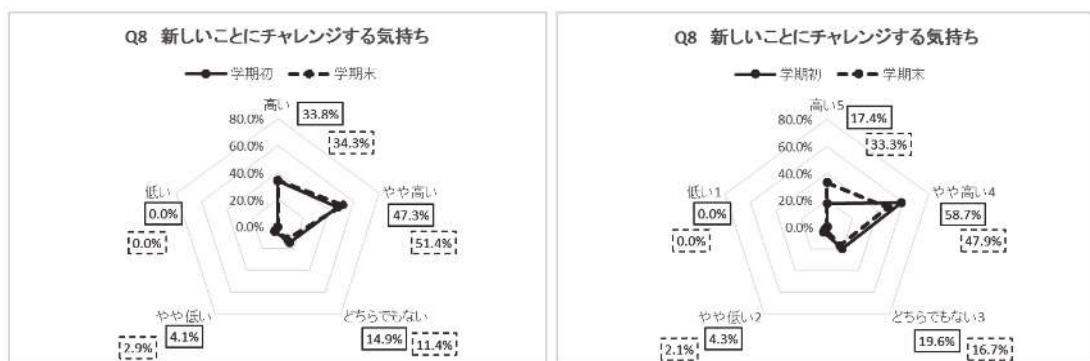 Q8 新しいことにチャレンジする気持ち
学期初 学期末
高い
33.8%
34.3%
80.0%
60.0%
40.0%
20.0%
0.0%
低い
0.0%
0.0%
やや高い
47.3%
51.4%
やや低い
4.1%
2.9%
どちらでもない
14.9%
11.4%
Q8 新しいことにチャレンジする気持ち
学期初 学期末
高い5
17.4%
33.3%
80.0%
60.0%
40.0%
20.0%
0.0%
低い1
0.0%
0.0%
やや高い4
58.7%
47.9%
やや低い2
4.3%
2.1%
どちらでもない3
19.6%
16.7%